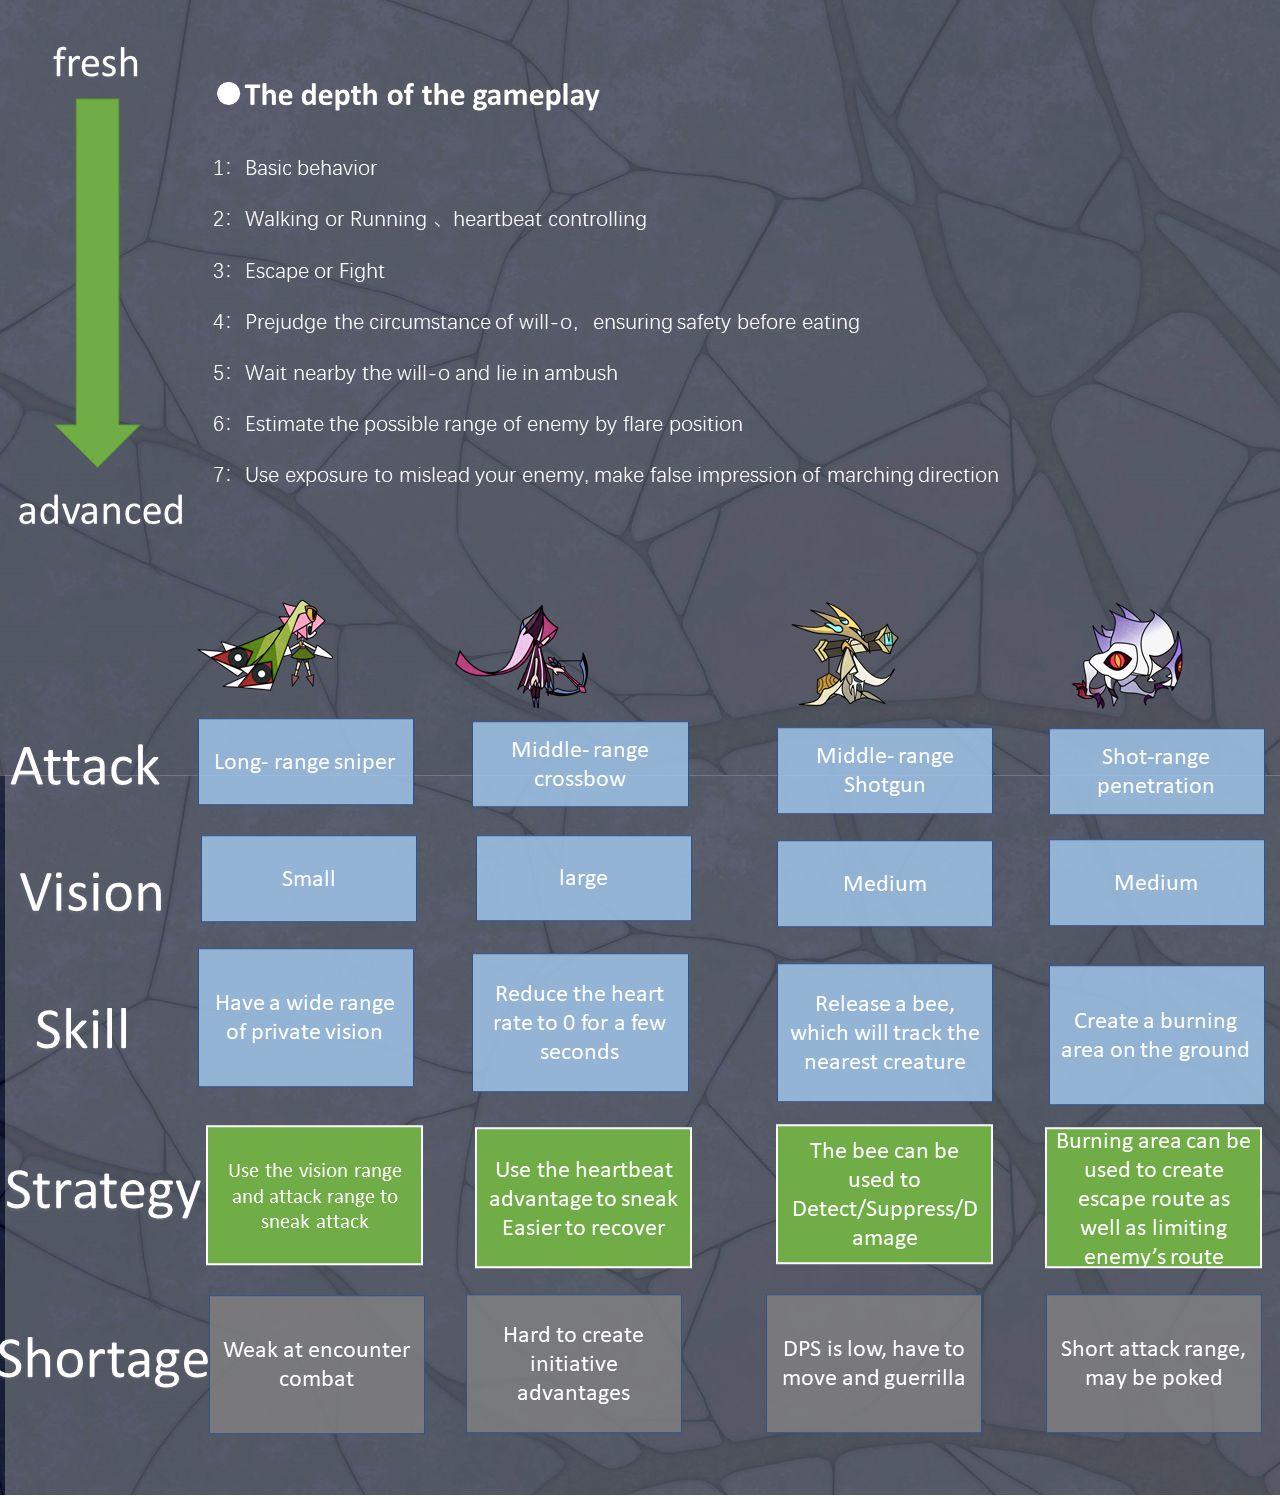 fresh
●The depth of the gameplay
1： Basic behavior
2： Walking or Running 、heartbeat controlling
3： Escape or Fight
4： Prejudge the circumstance of will-o， ensuring safety before eating
5： Wait nearby the will-o and lie in ambush
6： Estimate the possible range of enemy by flare position
7： Use exposure to mislead your enemy, make false impression of marching direction
advanced
Attack
Long- range sniper
Middle- range
crossbow
Middle- range
Shotgun
Shot-range
penetration
Vision
Small
large
Medium
Medium
Skill
Have a wide range
of private vision
Reduce the heart
rate to 0 for a few
seconds
Release a bee,
which will track the
nearest creature
Create a burning
area on the ground
Strategy
Use the vision range
and attack range to
sneak attack
Use the heartbeat
advantage to sneak
Easier to recover
The bee can be
used to
Detect/Suppress/D
amage
Burning area can be
used to create
escape route as
well as limiting
enemy’s route
Shortage
Weak at encounter
combat
Hard to create
initiative
advantages
DPS is low, have to
move and guerrilla
Short attack range,
may be poked